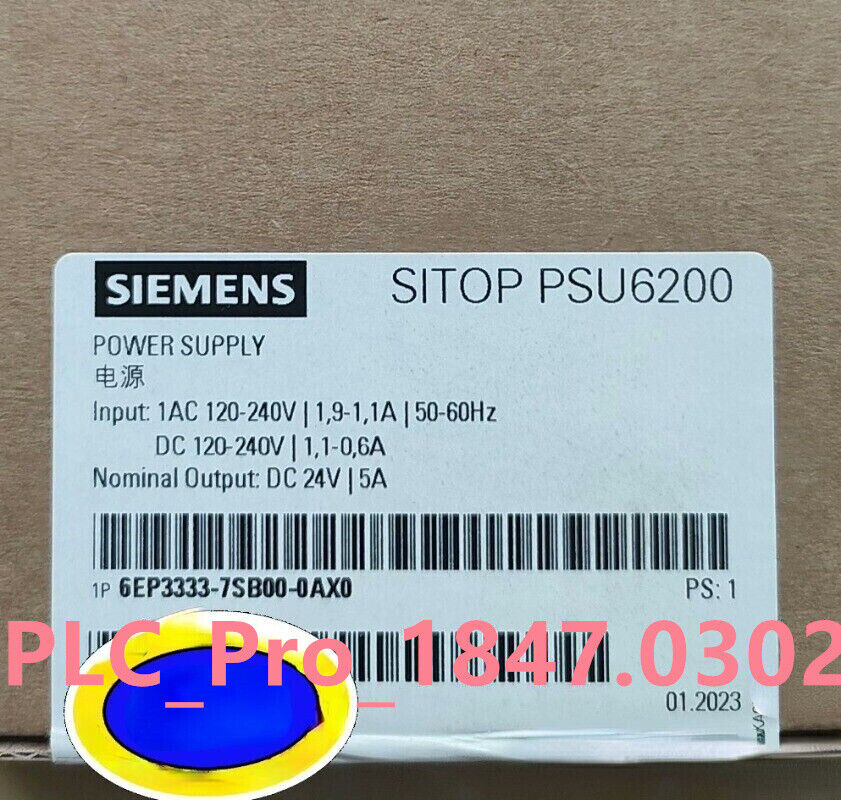 SIEMENS SITOP PSU6200
POWER SUPPLY
电源
Input: 1AC 120-240V | 1,9-1,1A | 50-60Hz
DC 120-240V | 1,1-0,6A
Nominal Output: DC 24V | 5A
1P 6EP3333-7SB00-0AX0 PS: 1
PLC_Pro_1847.0302
01.2023